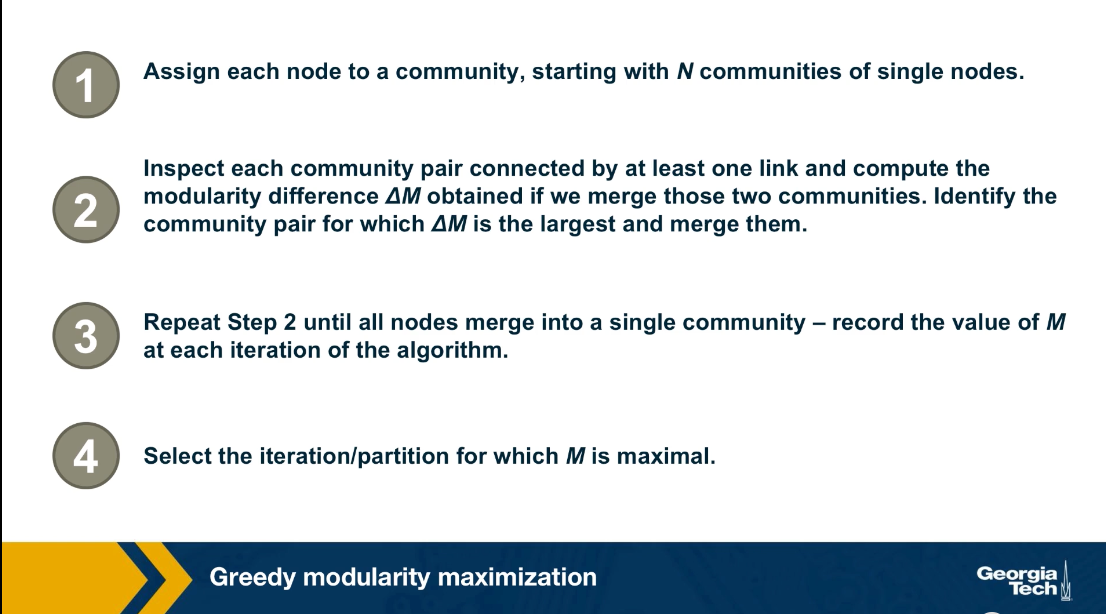 1
Assign each node to a community, starting with N communities of single nodes.
2
Inspect each community pair connected by at least one link and compute the
modularity difference ΔM obtained if we merge those two communities. Identify the
community pair for which ΔM is the largest and merge them.
3
Repeat Step 2 until all nodes merge into a single community – record the value of M
at each iteration of the algorithm.
4
Select the iteration/partition for which M is maximal.
Greedy modularity maximization
Georgia
Tech